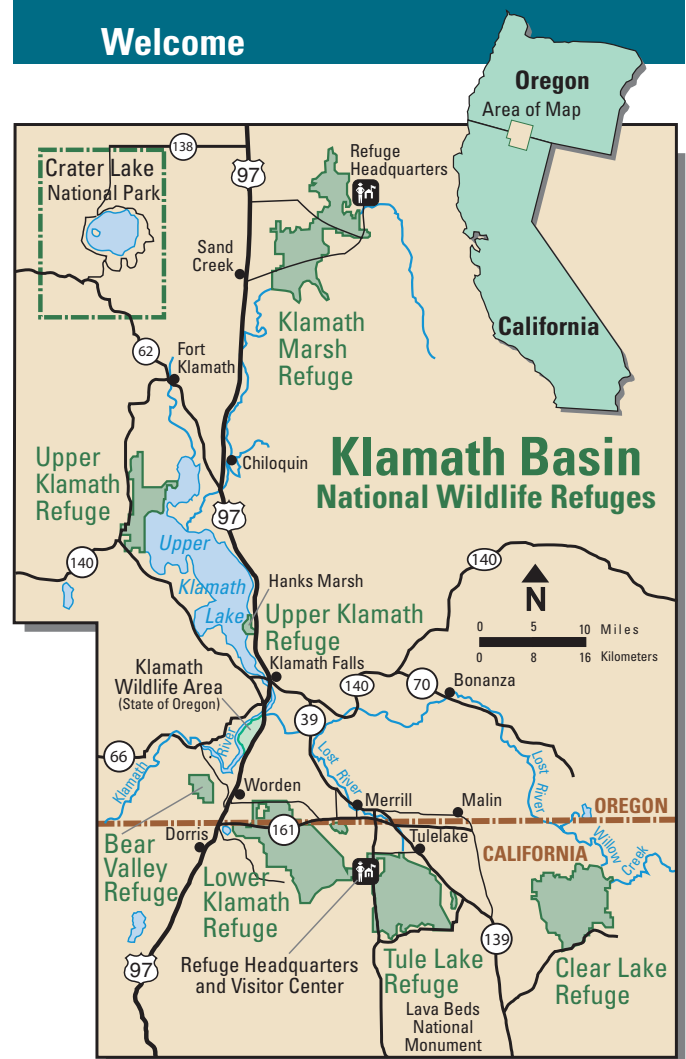 Welcome
Oregon
Area of Map
California
138
Crater Lake
National Park
97
Refuge
Headquarters
Sand
Creek
Klamath
Marsh
Refuge
62
Fort
Klamath
Chiloquin
Klamath Basin
National Wildlife Refuges
Upper
Klamath
Refuge
97
140
Upper
Klamath
Lake
Hanks Marsh
Upper Klamath
Refuge
140
N
0 5 10 Miles
0 8 16 Kilometers
Klamath Falls
Klamath
Wildlife Area
(State of Oregon)
140
70
Bonanza
39
66
Klamath
River
Lost River
Lost
River
Worden
Merrill
Malin
OREGON
CALIFORNIA
Willow
Creek
Dorris
161
Tulelake
Bear
Valley
Refuge
Lower
Klamath
Refuge
97
Refuge Headquarters
and Visitor Center
Tule Lake
Refuge
139
Clear Lake
Refuge
Lava Beds
National
Monument